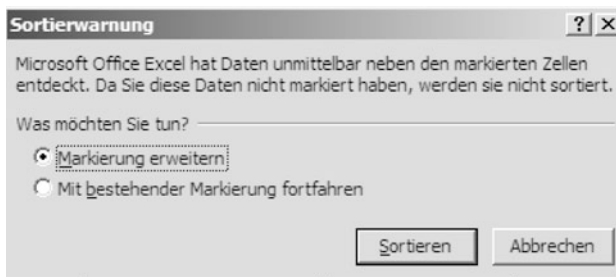 Sortierwarnung
Microsoft Office Excel hat Daten unmittelbar neben den markierten Zellen
entdeckt. Da Sie diese Daten nicht markiert haben, werden sie nicht sortiert.
Was möchten Sie tun?
Markierung erweitern
Mit bestehender Markierung fortfahren
Sortieren Abbrechen